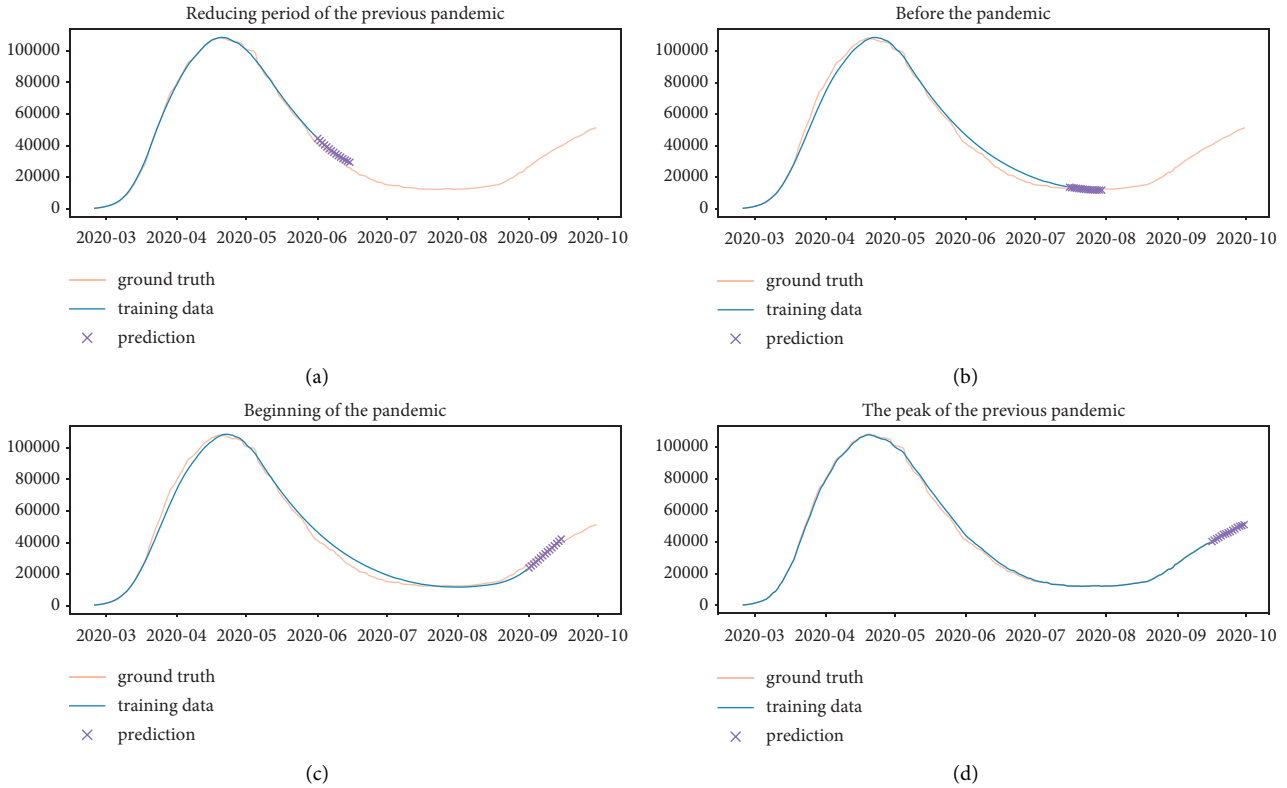 Reducing period of the previous pandemic
100000
80000
60000
40000
20000
0
2020-03 2020-04 2020-05 2020-06 2020-07 2020-08 2020-09 2020-10
ground truth
training data
prediction
(a)
Before the pandemic
100000
80000
60000
40000
20000
0
2020-03 2020-04 2020-05 2020-06 2020-07 2020-08 2020-09 2020-10
ground truth
training data
prediction
(b)
Beginning of the pandemic
100000
80000
60000
40000
20000
0
2020-03 2020-04 2020-05 2020-06 2020-07 2020-08 2020-09 2020-10
ground truth
training data
prediction
(c)
The peak of the previous pandemic
100000
80000
60000
40000
20000
0
2020-03 2020-04 2020-05 2020-06 2020-07 2020-08 2020-09 2020-10
ground truth
training data
prediction
(d)